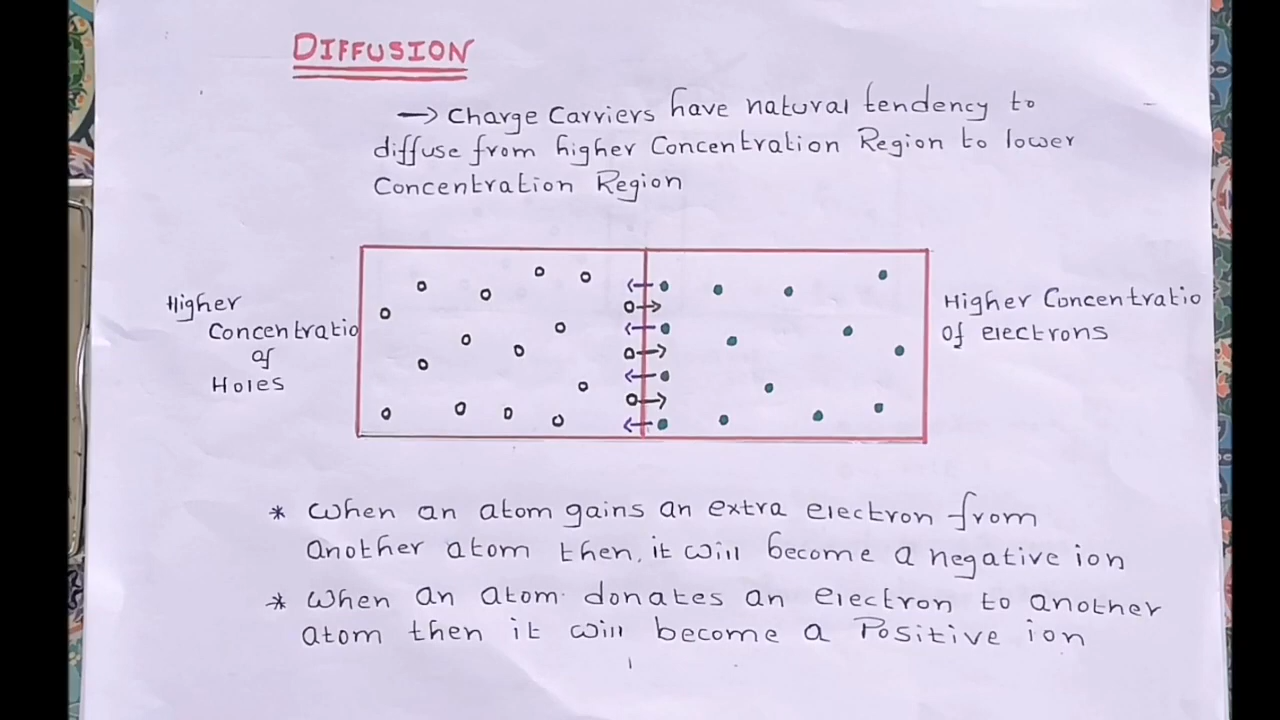 DIFFUSION
→ Charge Carriers have natural tendency to
diffuse from higher Concentration Region to lower
Concentration Region
Higher
Concentratio
of
Holes
Higher Concentratio
of electrons
* When an atom gains an extra electron from
another atom then, it will become a negative ion
* When an atom donates an electron to another
atom then it will become a Positive ion